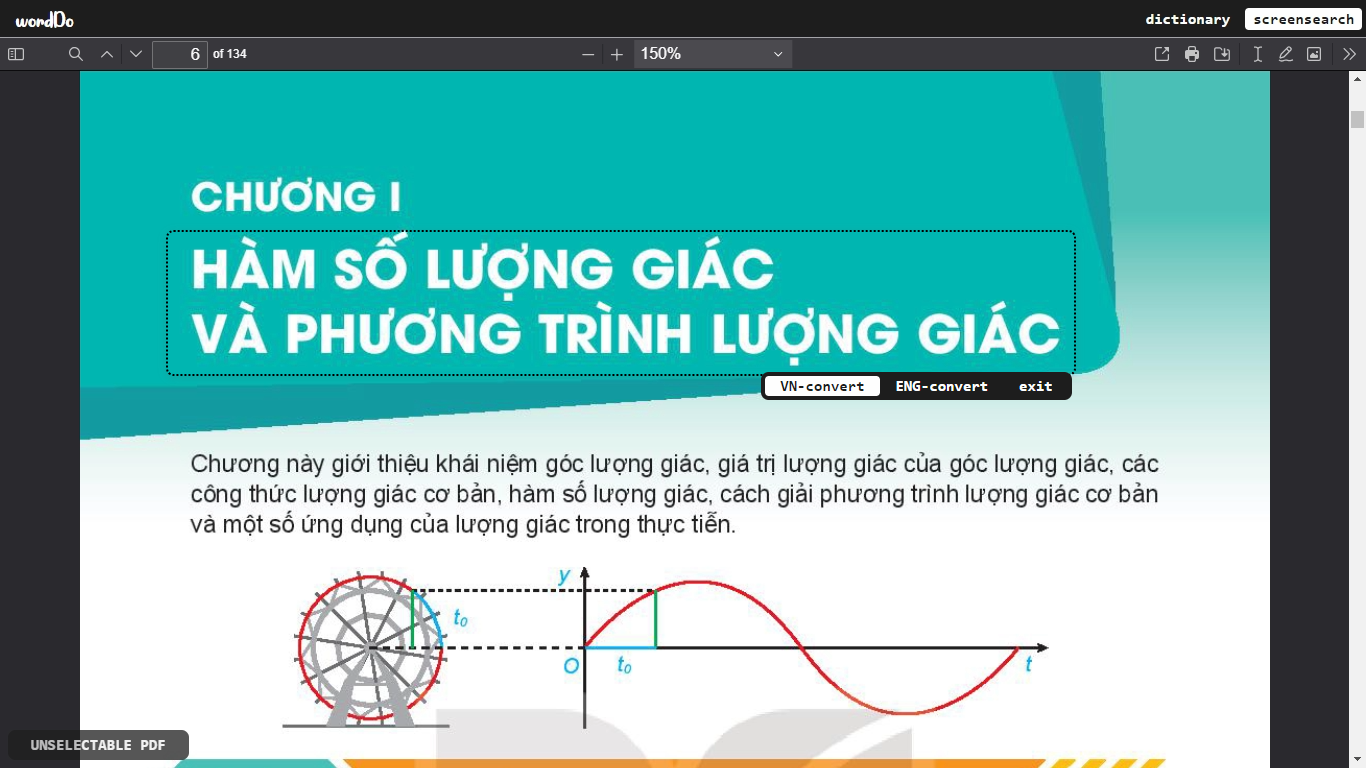 wordDo
dictionary
screensearch
6 of 134
150%
CHƯƠNG I
HÀM SỐ LƯỢNG GIÁC
VÀ PHƯƠNG TRÌNH LƯỢNG GIÁC
VN-convert ENG-convert exit
Chương này giới thiệu khái niệm góc lượng giác, giá trị lượng giác của góc lượng giác, các
công thức lượng giác cơ bản, hàm số lượng giác, cách giải phương trình lượng giác cơ bản
và một số ứng dụng của lượng giác trong thực tiễn.
y
t₀
O
t₀
t
UNSELECTABLE PDF